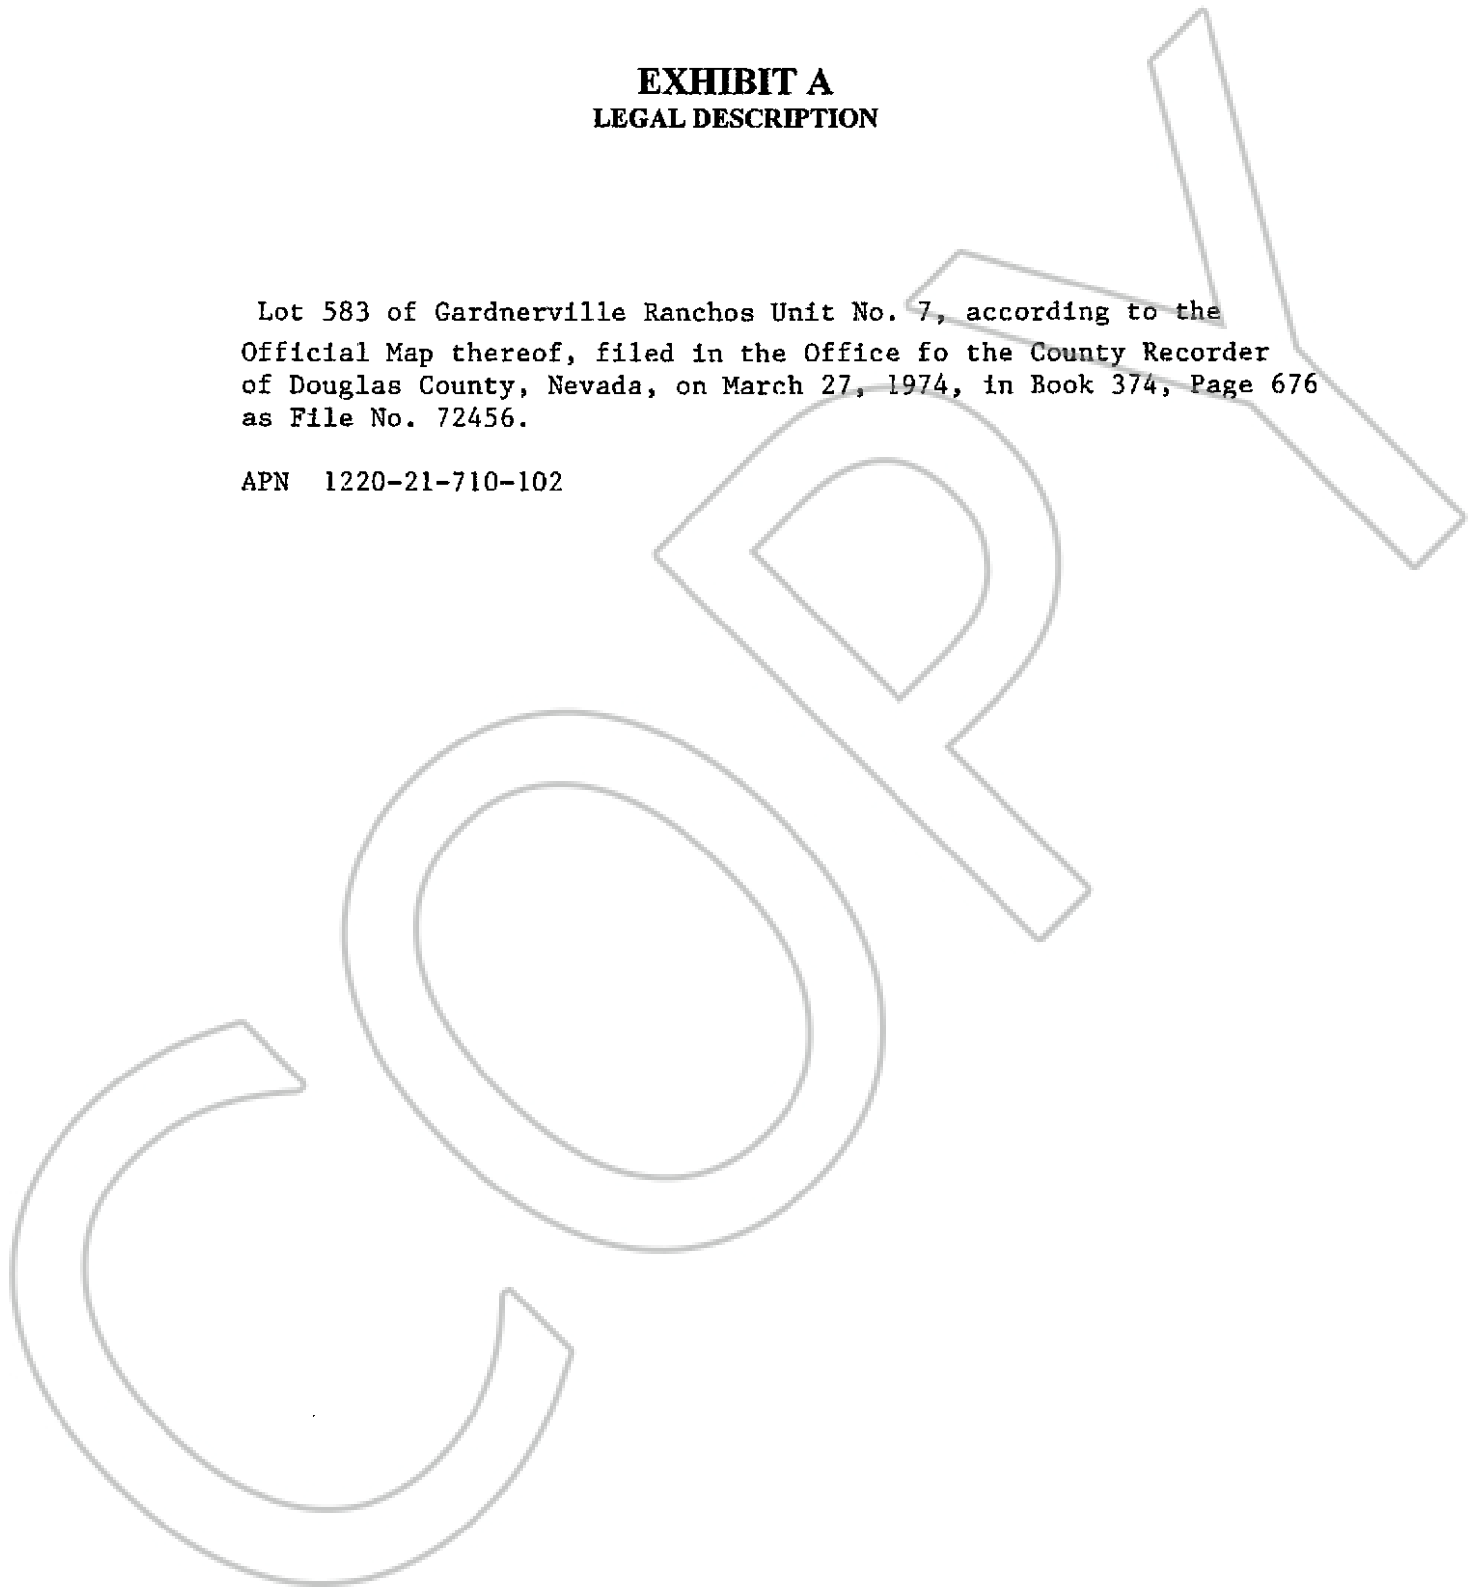 EXHIBIT A
LEGAL DESCRIPTION
Lot 583 of Gardnerville Ranchos Unit No. 7, according to the
Official Map thereof, filed in the Office fo the County Recorder
of Douglas County, Nevada, on March 27, 1974, in Book 374, Page 676
as File No. 72456.
APN 1220-21-710-102
COPY